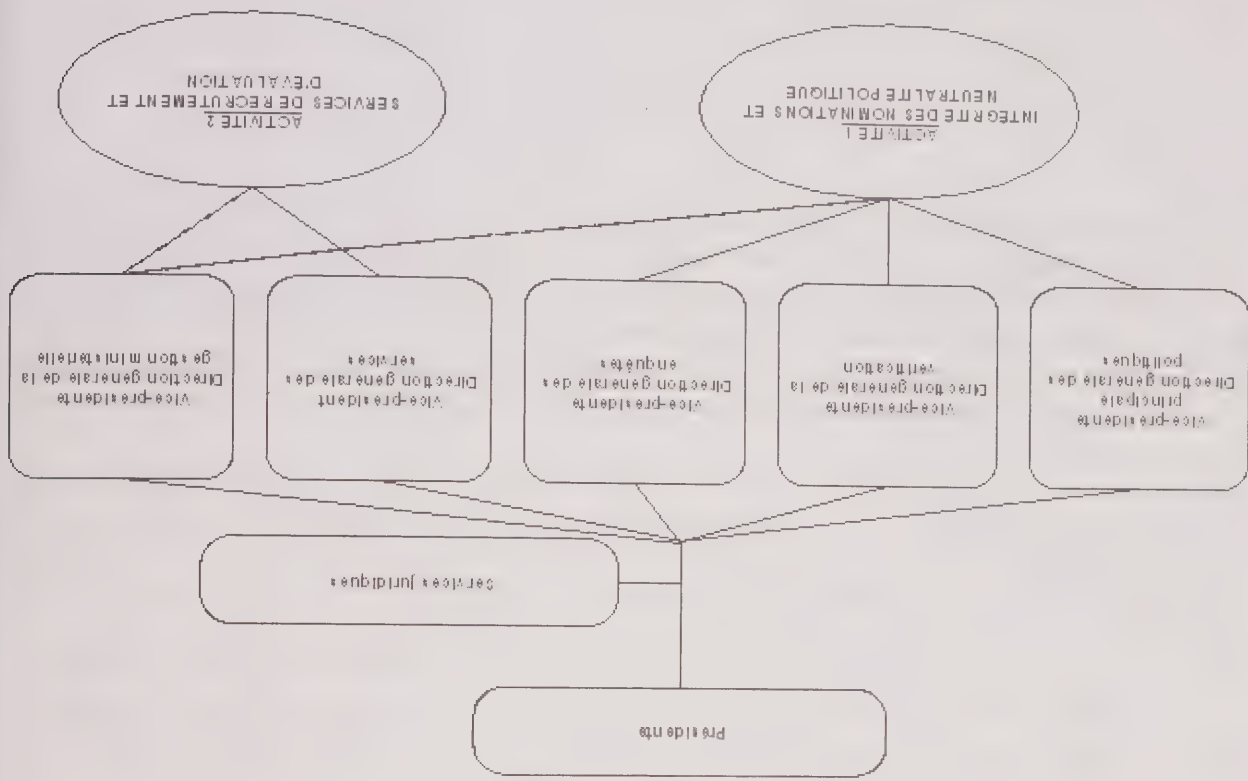 Présidente
Services juridiques
Vice-présidente
principale
Direction générale des
politiques
Vice-présidente
Direction générale de la
vérification
Vice-présidente
Direction générale des
enquêtes
Vice-président
Direction générale des
services
Vice-présidente
Direction générale de la
gestion ministérielle
ACTIVITÉ 1
INTÉGRITÉ DES NOMINATIONS ET
NEUTRALITÉ POLITIQUE
ACTIVITÉ 2
SERVICES DE RECRUTEMENT ET
D'ÉVALUATION